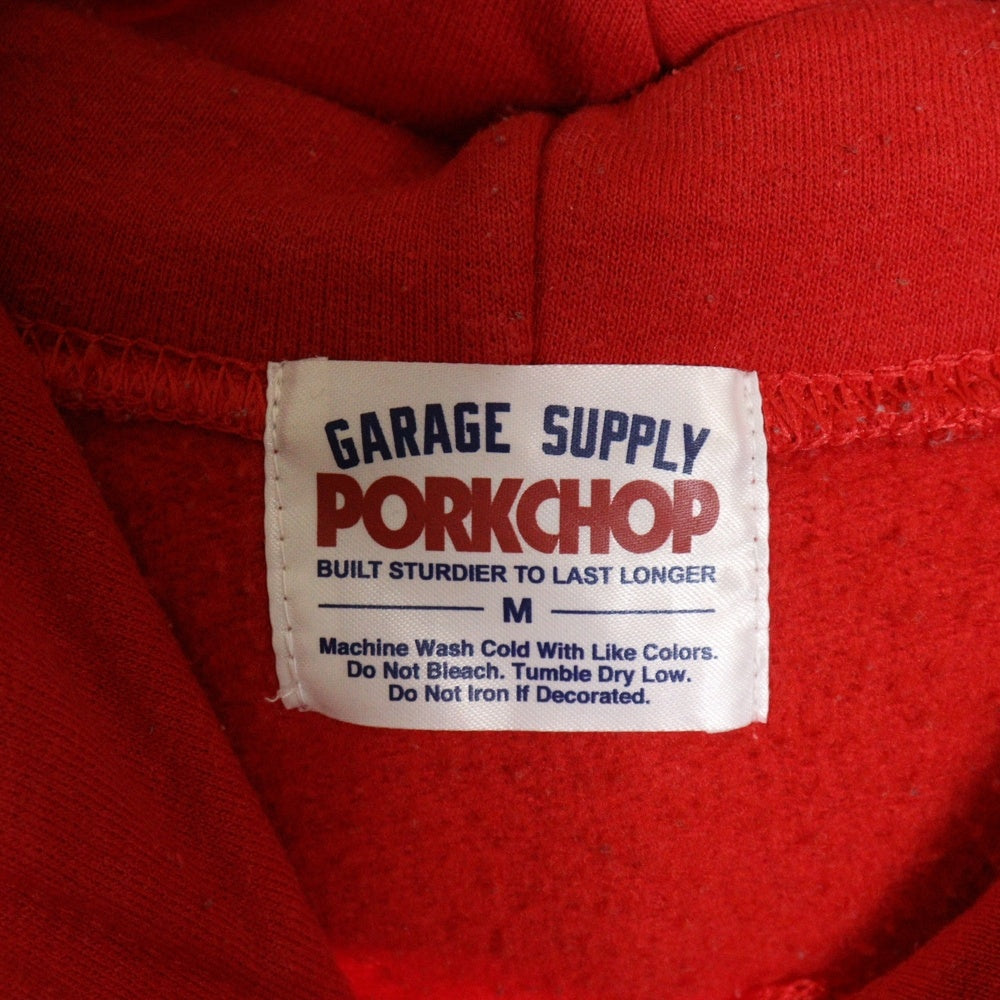 GARAGE SUPPLY
PORKCHOP
BUILT STURDIER TO LAST LONGER
M
Machine Wash Cold With Like Colors.
Do Not Bleach. Tumble Dry Low.
Do Not Iron If Decorated.